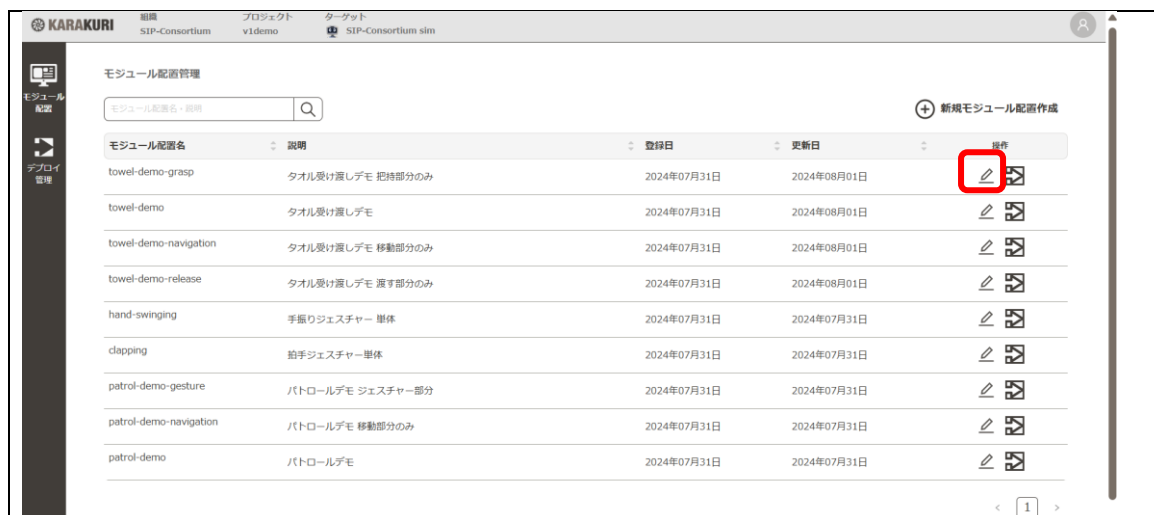 KARAKURI
組織 プロジェクト ターゲット
SIP-Consortium v1demo SIP-Consortium sim
モジュール配置
デプロイ管理
モジュール配置管理
モジュール配置名・説明
新規モジュール配置作成
モジュール配置名 説明 登録日 更新日 操作
towel-demo-grasp タオル受け渡しデモ 把持部分のみ 2024年07月31日 2024年08月01日
towel-demo タオル受け渡しデモ 2024年07月31日 2024年08月01日
towel-demo-navigation タオル受け渡しデモ 移動部分のみ 2024年07月31日 2024年08月01日
towel-demo-release タオル受け渡しデモ 渡す部分のみ 2024年07月31日 2024年08月01日
hand-swinging 手振りジェスチャー 単体 2024年07月31日 2024年07月31日
clapping 拍手ジェスチャー単体 2024年07月31日 2024年07月31日
patrol-demo-gesture パトロールデモ ジェスチャー部分 2024年07月31日 2024年07月31日
patrol-demo-navigation パトロールデモ 移動部分のみ 2024年07月31日 2024年07月31日
patrol-demo パトロールデモ 2024年07月31日 2024年07月31日
< 1 >